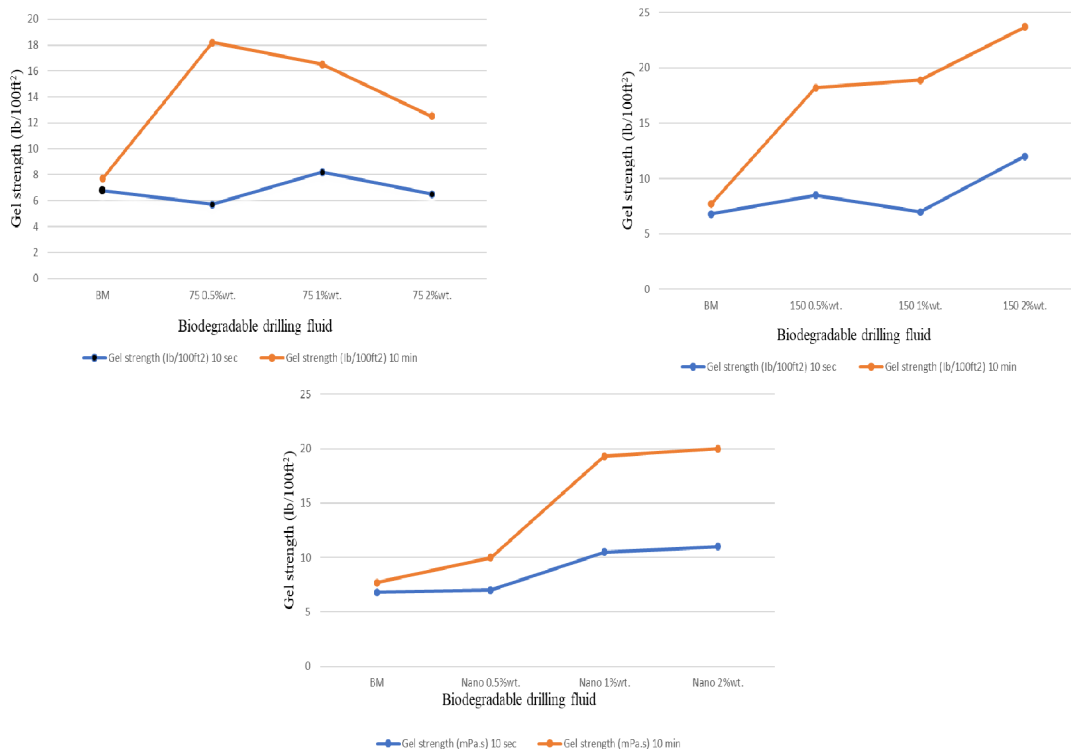 20
18
16
14
12
10
8
6
4
2
0
Gel strength (lb/100ft²)
BM 75 0.5%wt. 75 1%wt. 75 2%wt.
Biodegradable drilling fluid
Gel strength (lb/100ft2) 10 sec Gel strength (lb/100ft2) 10 min
25
20
15
10
5
0
Gel strength (lb/100ft²)
BM 150 0.5%wt. 150 1%wt. 150 2%wt.
Biodegradable drilling fluid
Gel strength (lb/100ft2) 10 sec Gel strength (lb/100ft2) 10 min
25
20
15
10
5
0
Gel strength (lb/100ft²)
BM Nano 0.5%wt. Nano 1%wt. Nano 2%wt.
Biodegradable drilling fluid
Gel strength (mPa.s) 10 sec Gel strength (mPa.s) 10 min